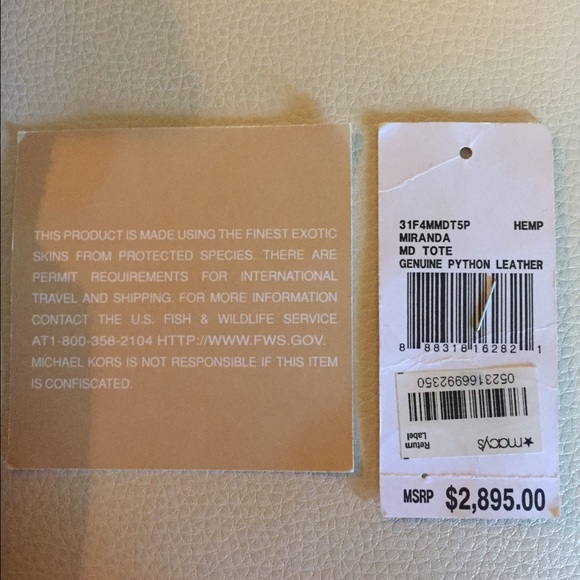 THIS PRODUCT IS MADE USING THE FINEST EXOTIC
SKINS FROM PROTECTED SPECIES. THERE ARE
PERMIT REQUIREMENTS FOR INTERNATIONAL
TRAVEL AND SHIPPING. FOR MORE INFORMATION
CONTACT THE U.S. FISH & WILDLIFE SERVICE
AT1-800-358-2104 HTTP://WWW.FWS.GOV.
MICHAEL KORS IS NOT RESPONSIBLE IF THIS ITEM
IS CONFISCATED.
31F4MMDT5P HEMP
MIRANDA
MD TOTE
GENUINE PYTHON LEATHER
8 88318 16282 1
0523166992350
★macy's
Return
Label
MSRP $2,895.00